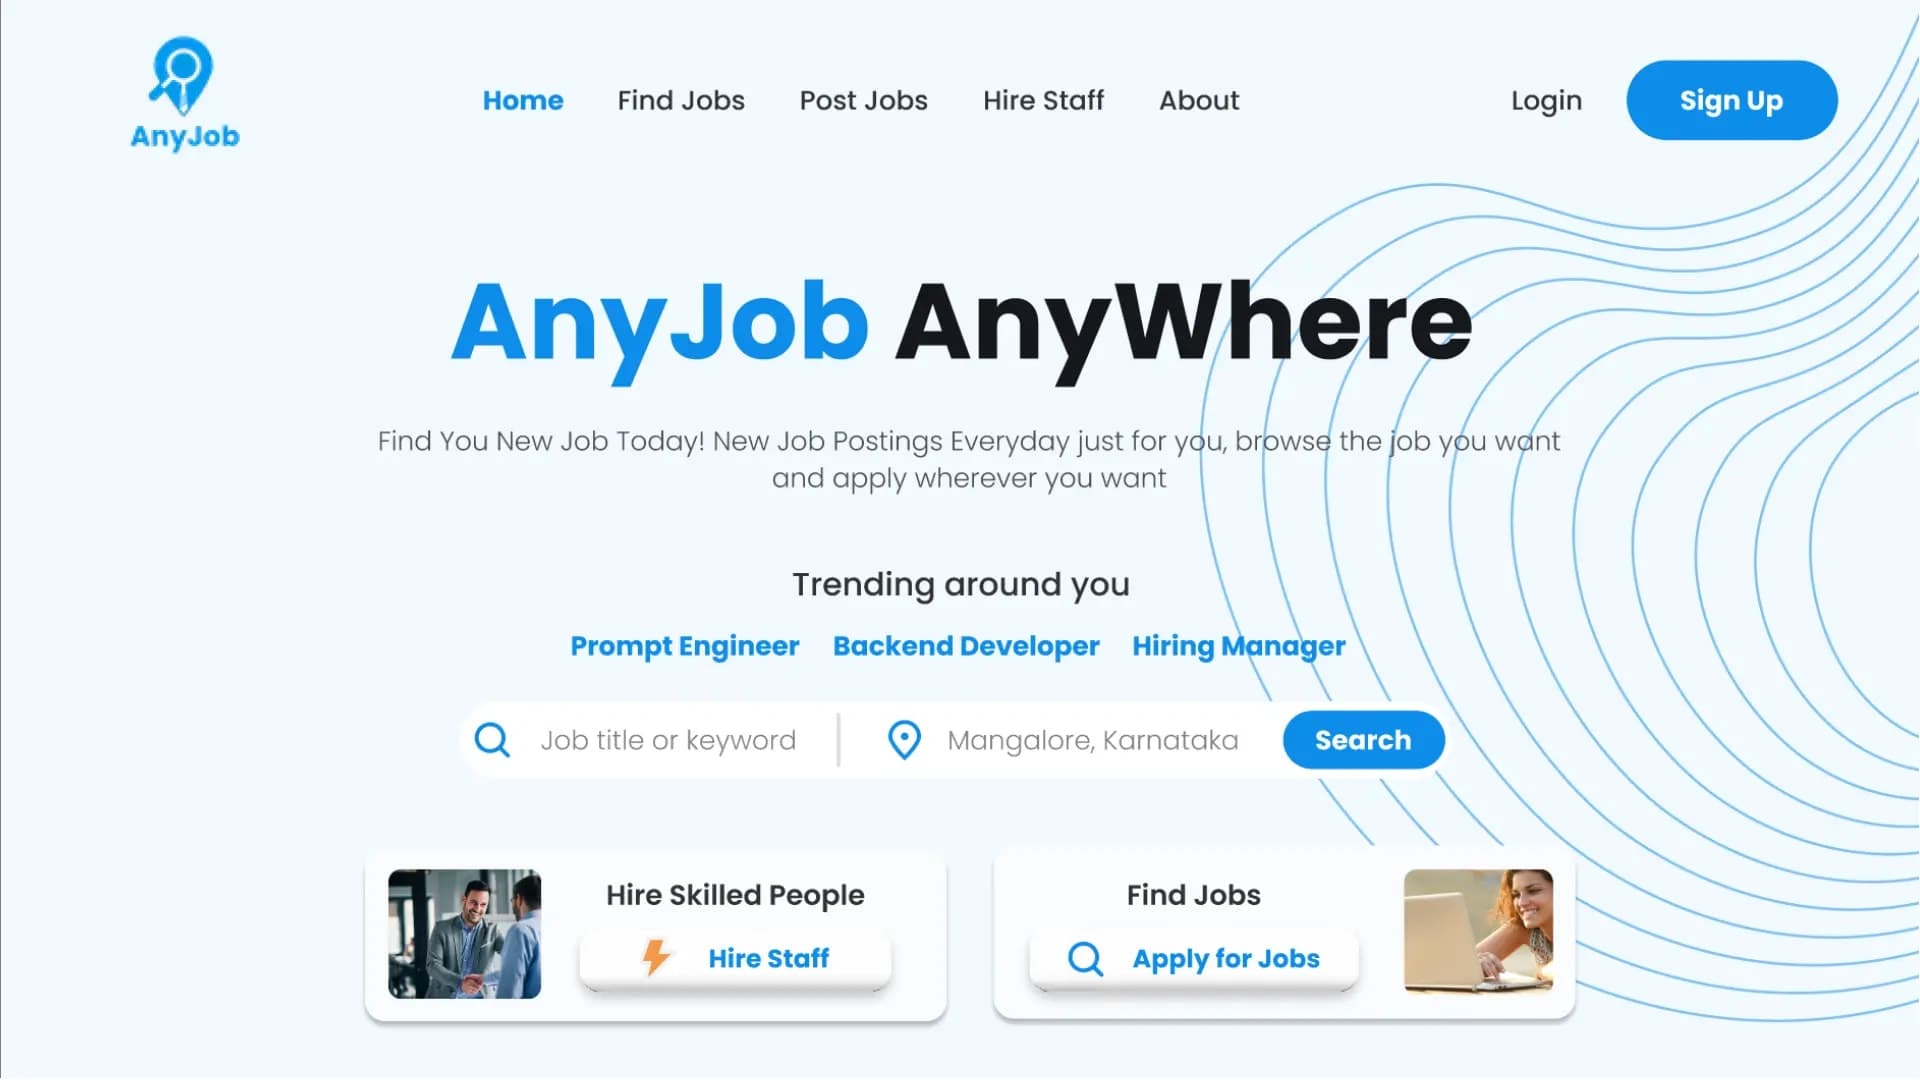 AnyJob
Home
Find Jobs
Post Jobs
Hire Staff
About
Login
Sign Up
AnyJob AnyWhere
Find You New Job Today! New Job Postings Everyday just for you, browse the job you want
and apply wherever you want
Trending around you
Prompt Engineer
Backend Developer
Hiring Manager
Job title or keyword
Mangalore, Karnataka
Search
Hire Skilled People
Hire Staff
Find Jobs
Apply for Jobs